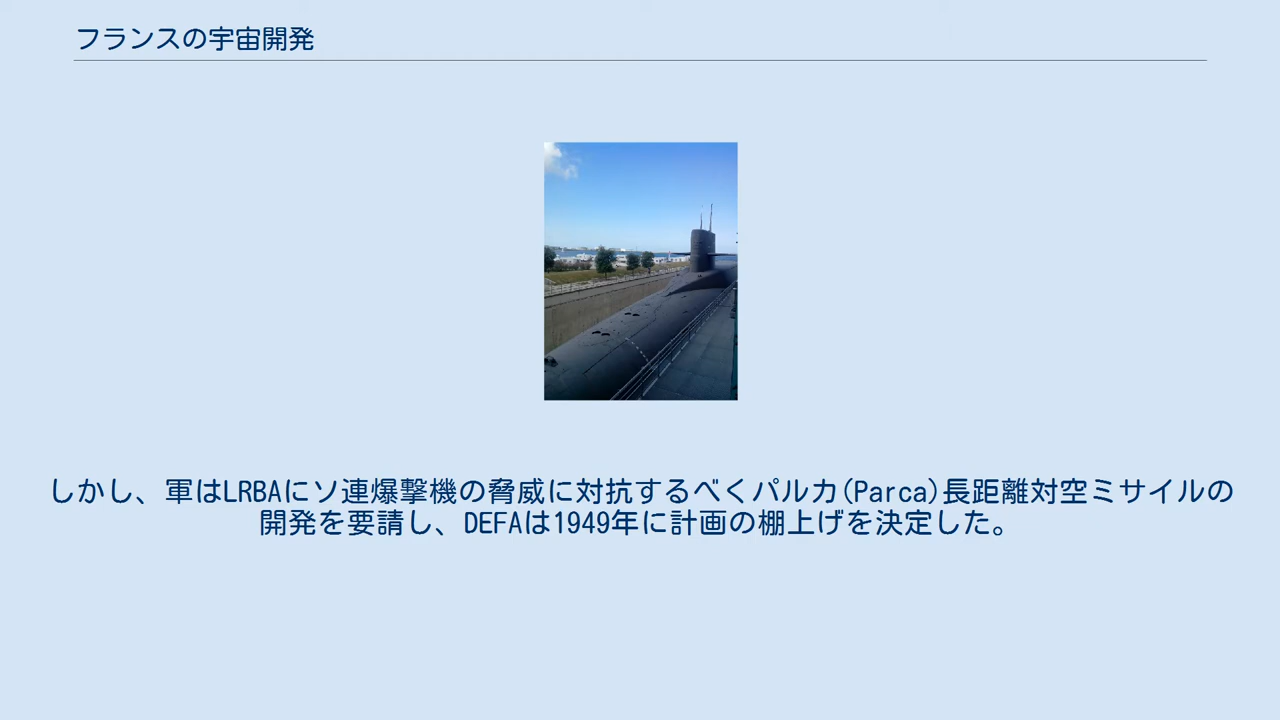 フランスの宇宙開発
しかし、軍はLRBAにソ連爆撃機の脅威に対抗するべくパルカ(Parca)長距離対空ミサイルの
開発を要請し、DEFAは1949年に計画の棚上げを決定した。